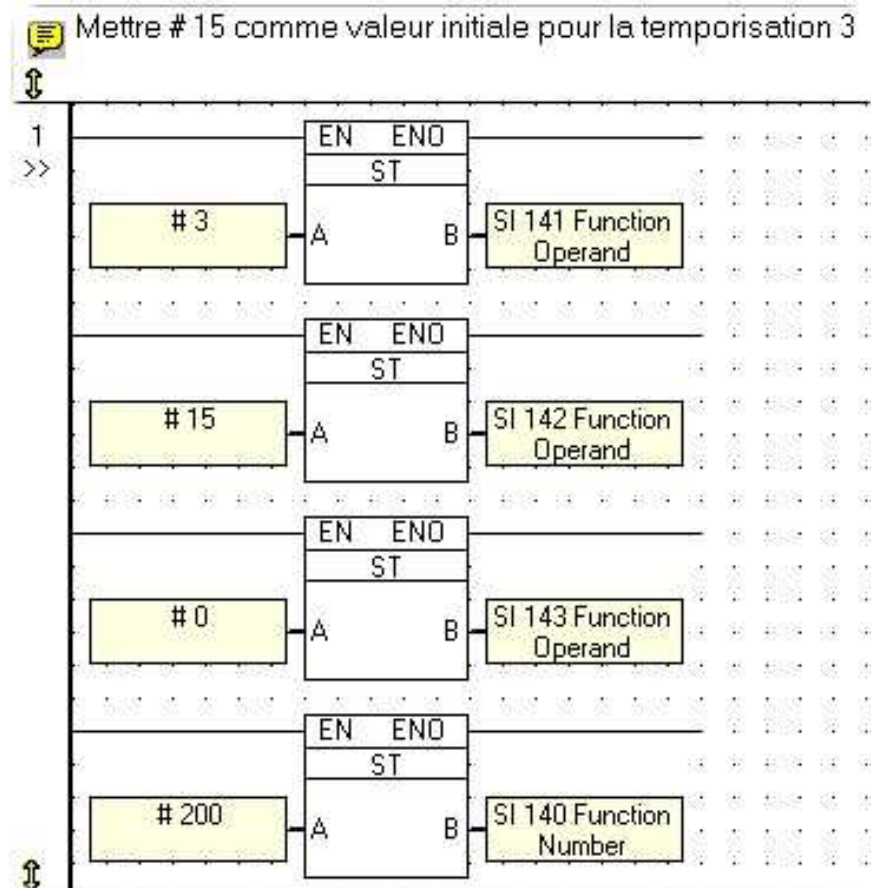 Mettre # 15 comme valeur initiale pour la temporisation 3
1
>>
EN ENO
ST
# 3
A B
SI 141 Function
Operand
EN ENO
ST
# 15
A B
SI 142 Function
Operand
EN ENO
ST
# 0
A B
SI 143 Function
Operand
EN ENO
ST
# 200
A B
SI 140 Function
Number